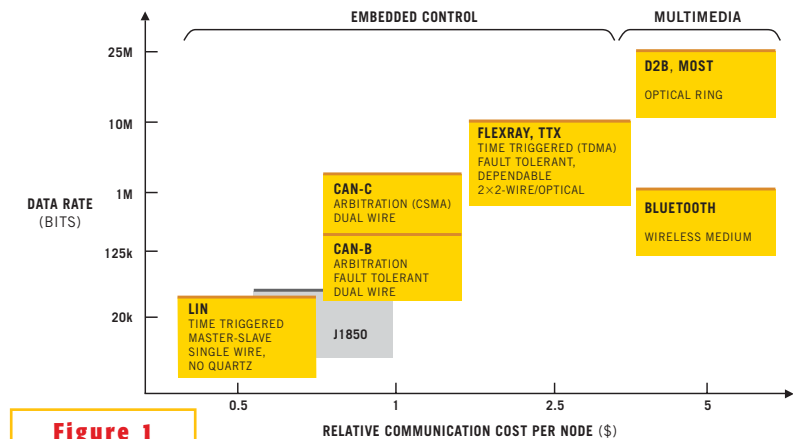 EMBEDDED CONTROL
MULTIMEDIA
25M
10M
1M
125k
20k
DATA RATE
(BITS)
D2B, MOST
OPTICAL RING
FLEXRAY, TTX
TIME TRIGGERED (TDMA)
FAULT TOLERANT,
DEPENDABLE
2×2-WIRE/OPTICAL
CAN-C
ARBITRATION (CSMA)
DUAL WIRE
BLUETOOTH
WIRELESS MEDIUM
CAN-B
ARBITRATION
FAULT TOLERANT
DUAL WIRE
LIN
TIME TRIGGERED
MASTER-SLAVE
SINGLE WIRE,
NO QUARTZ
J1850
0.5
1
2.5
5
RELATIVE COMMUNICATION COST PER NODE ($)
Figure 1